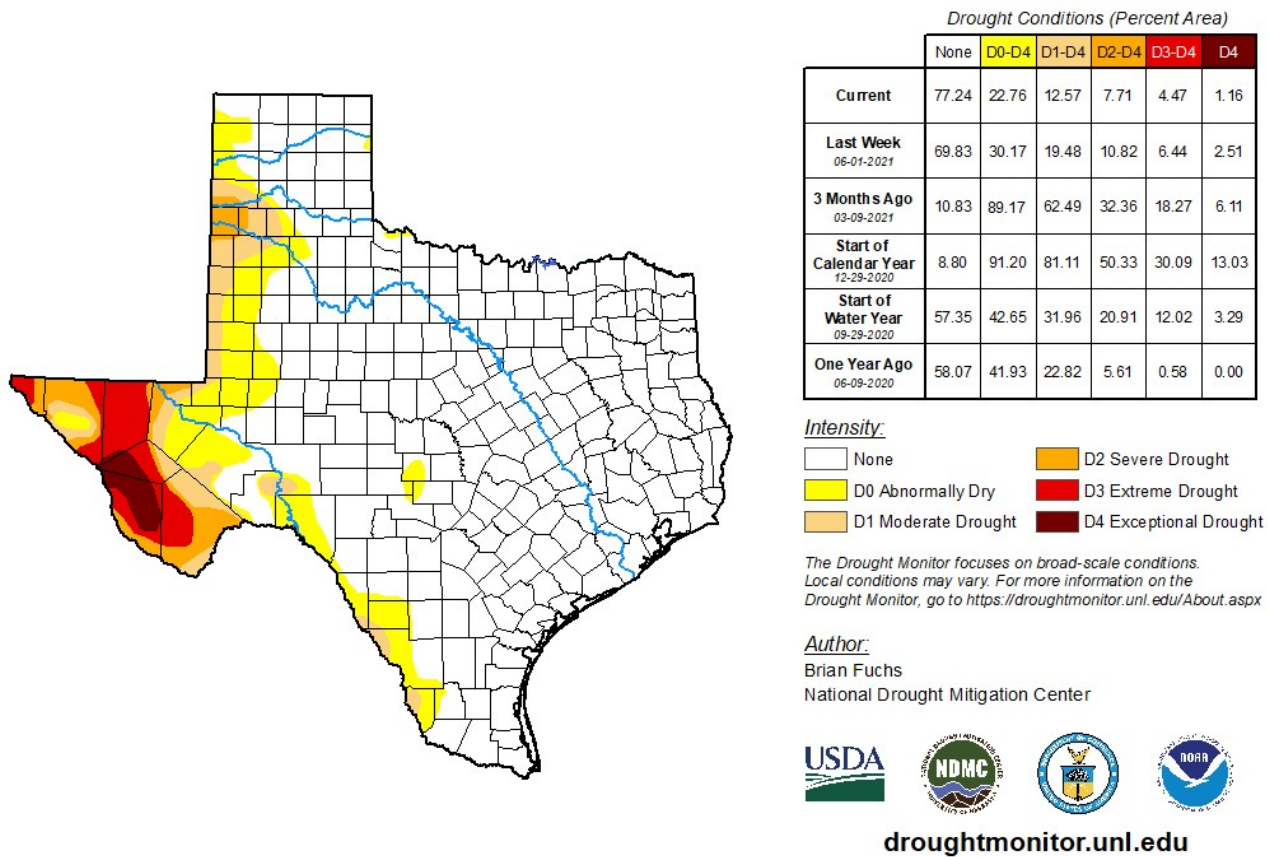 Drought Conditions (Percent Area)
None D0-D4 D1-D4 D2-D4 D3-D4 D4
Current 77.24 22.76 12.57 7.71 4.47 1.16
Last Week
06-01-2021 69.83 30.17 19.48 10.82 6.44 2.51
3 Months Ago
03-09-2021 10.83 89.17 62.49 32.36 18.27 6.11
Start of
Calendar Year
12-29-2020 8.80 91.20 81.11 50.33 30.09 13.03
Start of
Water Year
09-29-2020 57.35 42.65 31.96 20.91 12.02 3.29
One Year Ago
06-09-2020 58.07 41.93 22.82 5.61 0.58 0.00
Intensity:
None
D0 Abnormally Dry
D1 Moderate Drought
D2 Severe Drought
D3 Extreme Drought
D4 Exceptional Drought
The Drought Monitor focuses on broad-scale conditions.
Local conditions may vary. For more information on the
Drought Monitor, go to https://droughtmonitor.unl.edu/About.aspx
Author:
Brian Fuchs
National Drought Mitigation Center
USDA
NDMC
NOAA
droughtmonitor.unl.edu